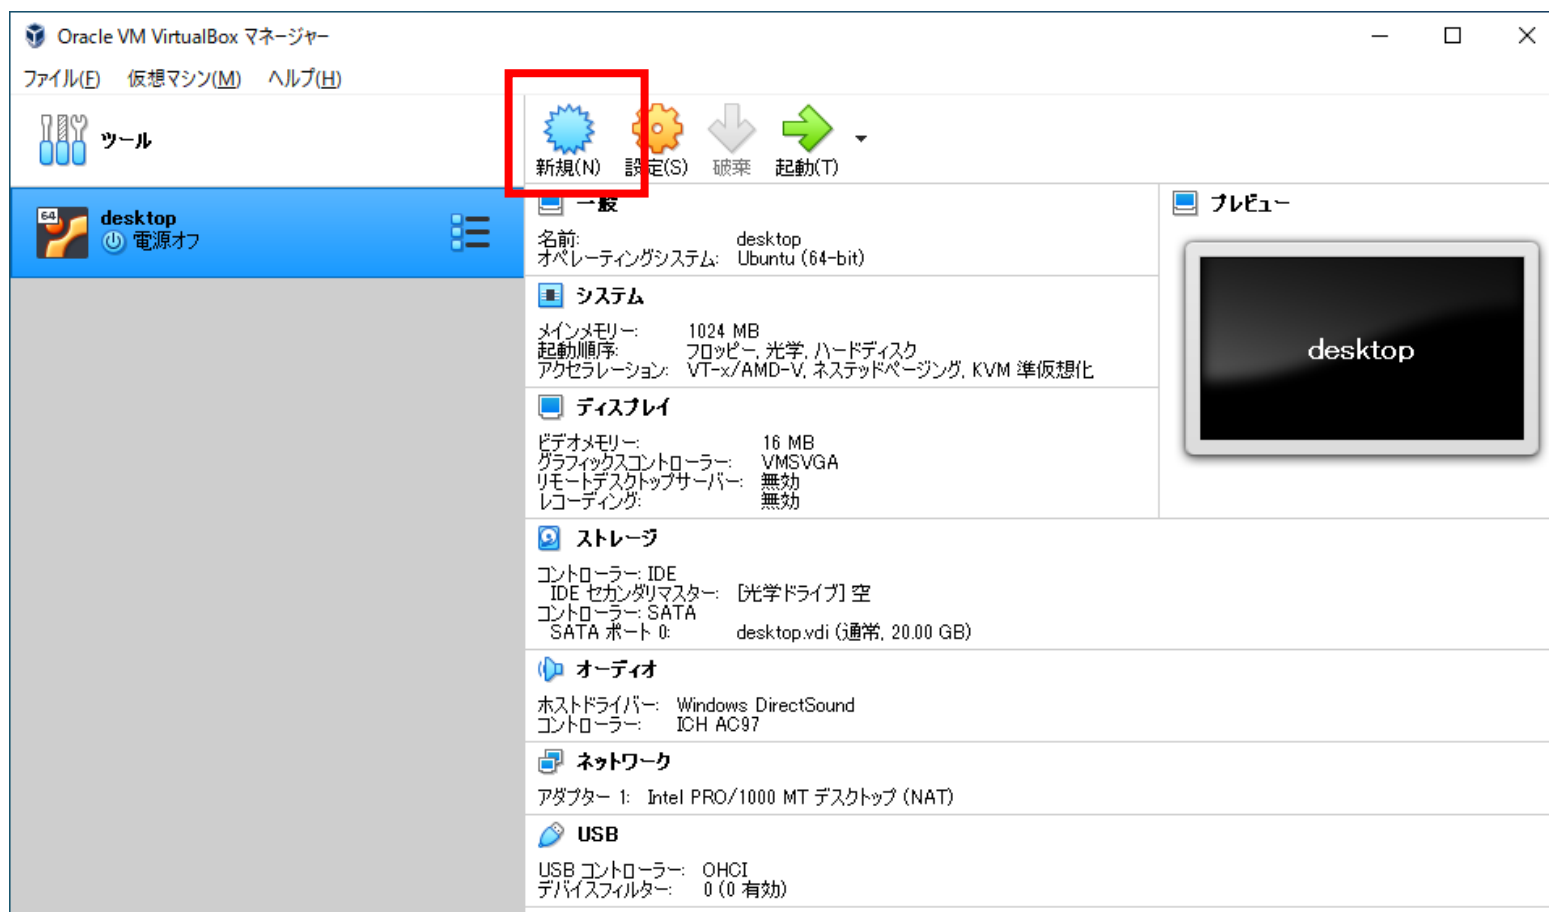 Oracle VM VirtualBox マネージャー
ファイル(F) 仮想マシン(M) ヘルプ(H)
ツール
新規(N) 設定(S) 破棄 起動(T)
64
desktop
電源オフ
一般
名前: desktop
オペレーティングシステム: Ubuntu (64-bit)
システム
メインメモリー: 1024 MB
起動順序: フロッピー, 光学, ハードディスク
アクセラレーション: VT-x/AMD-V, ネステッドページング, KVM 準仮想化
ディスプレイ
ビデオメモリー: 16 MB
グラフィックスコントローラー: VMSVGA
リモートデスクトップサーバー: 無効
レコーディング: 無効
プレビュー
desktop
ストレージ
コントローラー: IDE
IDE セカンダリマスター: [光学ドライブ] 空
コントローラー: SATA
SATA ポート 0: desktop.vdi (通常, 20.00 GB)
オーディオ
ホストドライバー: Windows DirectSound
コントローラー: ICH AC97
ネットワーク
アダプター 1: Intel PRO/1000 MT デスクトップ (NAT)
USB
USB コントローラー: OHCI
デバイスフィルター: 0 (0 有効)